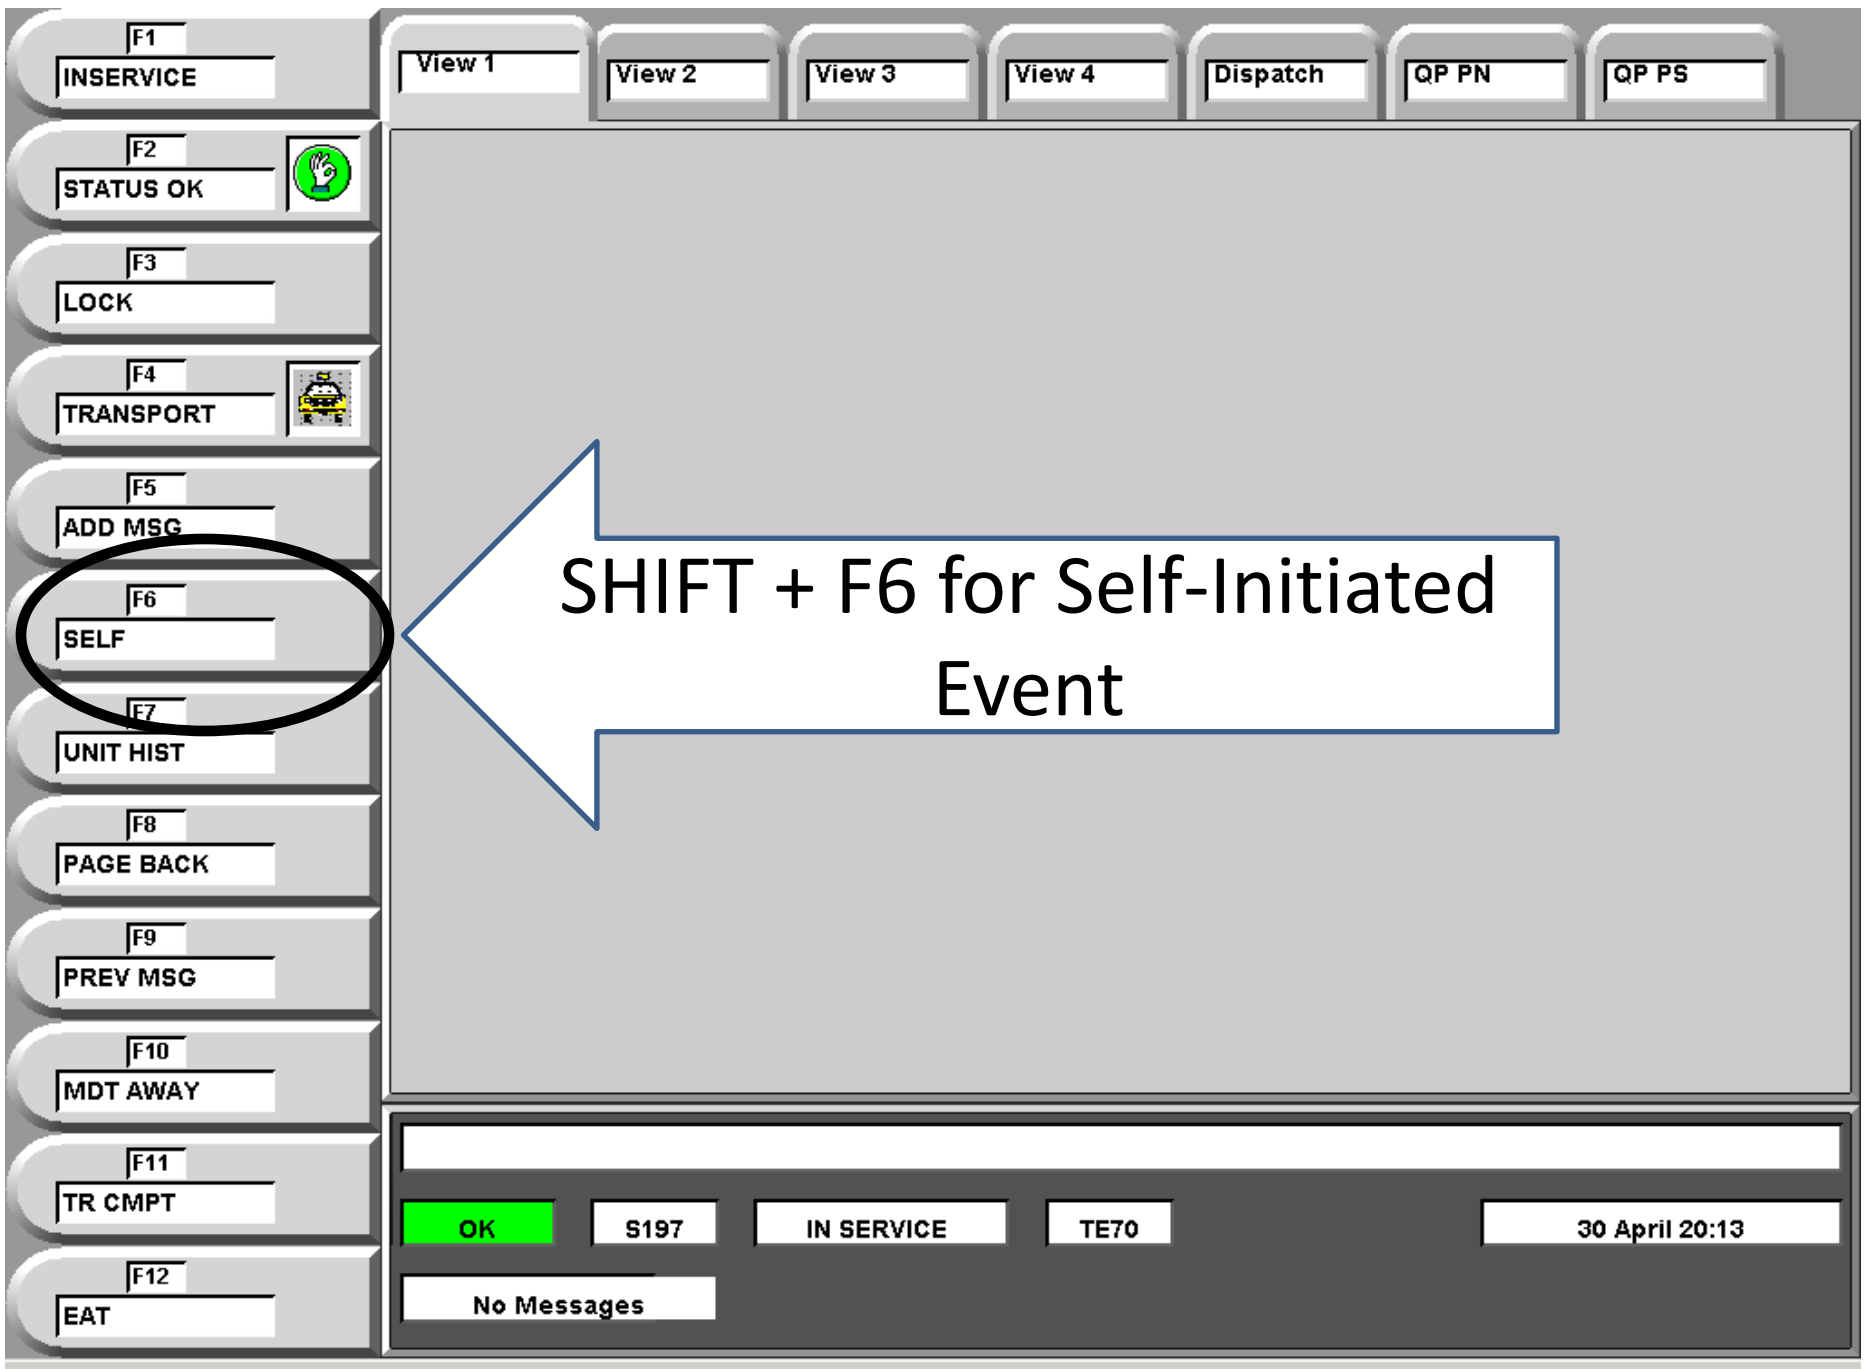 F1
INSERVICE
F2
STATUS OK
F3
LOCK
F4
TRANSPORT
F5
ADD MSG
F6
SELF
F7
UNIT HIST
F8
PAGE BACK
F9
PREV MSG
F10
MDT AWAY
F11
TR CMPT
F12
EAT
View 1
View 2
View 3
View 4
Dispatch
QP PN
QP PS
SHIFT + F6 for Self-Initiated
Event
OK
S197
IN SERVICE
TE70
30 April 20:13
No Messages